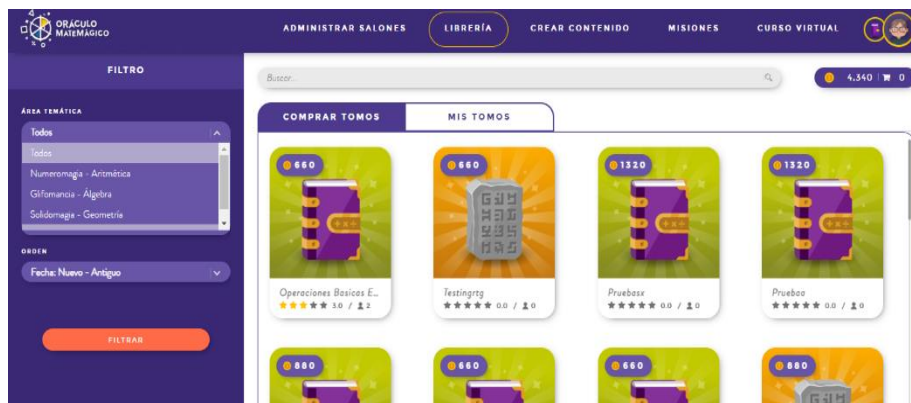 ORÁCULO
MATEMÁGICO
ADMINISTRAR SALONES
LIBRERÍA
CREAR CONTENIDO
MISIONES
CURSO VIRTUAL
FILTRO
ÁREA TEMÁTICA
Todos
Todos
Numeromagia - Aritmética
Glifomancia - Álgebra
Solidomagia - Geometría
ORDEN
Fecha: Nuevo - Antiguo
FILTRAR
Buscar...
4,340
0
COMPRAR TOMOS
MIS TOMOS
660
660
1320
1320
Operaciones Basicas E...
3.0 / 2
Testingrtg
0.0 / 0
Pruebasx
0.0 / 0
Pruebaa
0.0 / 0
880
660
660
880